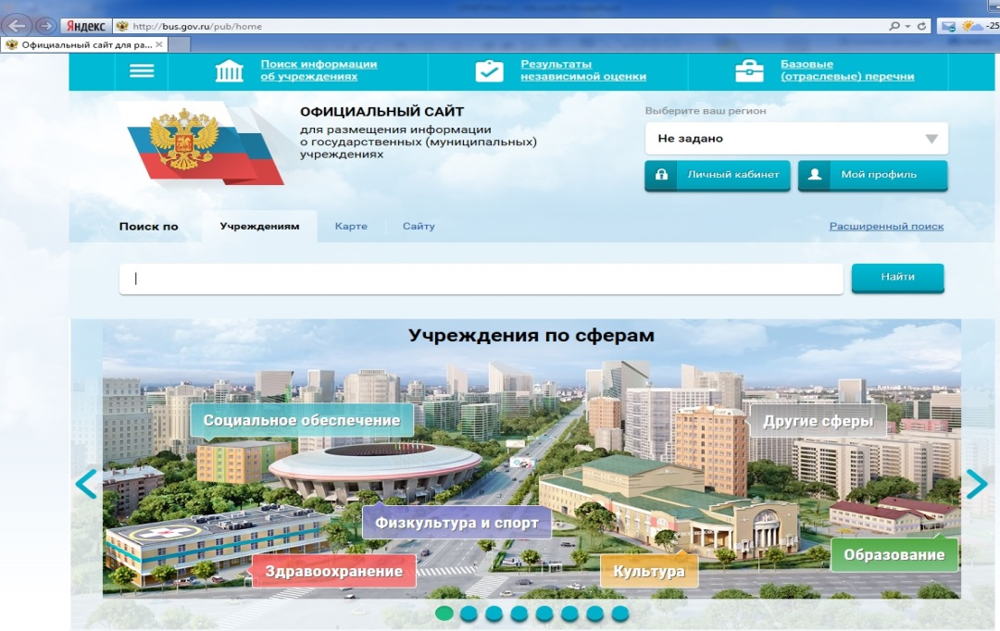 Яндекс
http://bus.gov.ru/pub/home
-25
Официальный сайт для ра...
Поиск информации
об учреждениях
Результаты
независимой оценки
Базовые
(отраслевые) перечни
ОФИЦИАЛЬНЫЙ САЙТ
для размещения информации
о государственных (муниципальных)
учреждениях
Выберите ваш регион
Не задано
Личный кабинет
Мой профиль
Поиск по
Учреждениям
Карте
Сайту
Расширенный поиск
Найти
Учреждения по сферам
Социальное обеспечение
Другие сферы
Физкультура и спорт
Образование
Здравоохранение
Культура